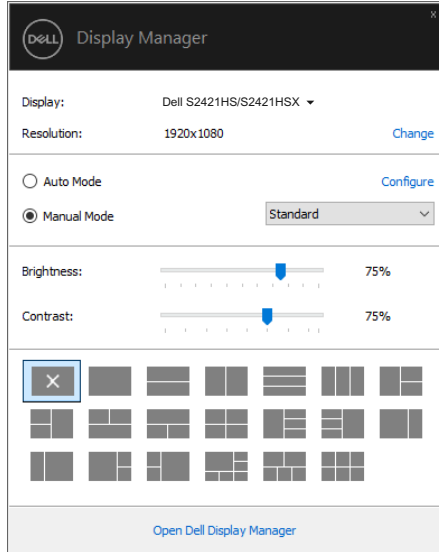 x
DELL Display Manager
Display: Dell S2421HS/S2421HSX
Resolution: 1920x1080 Change
Auto Mode Configure
Manual Mode Standard
Brightness: 75%
Contrast: 75%
Open Dell Display Manager